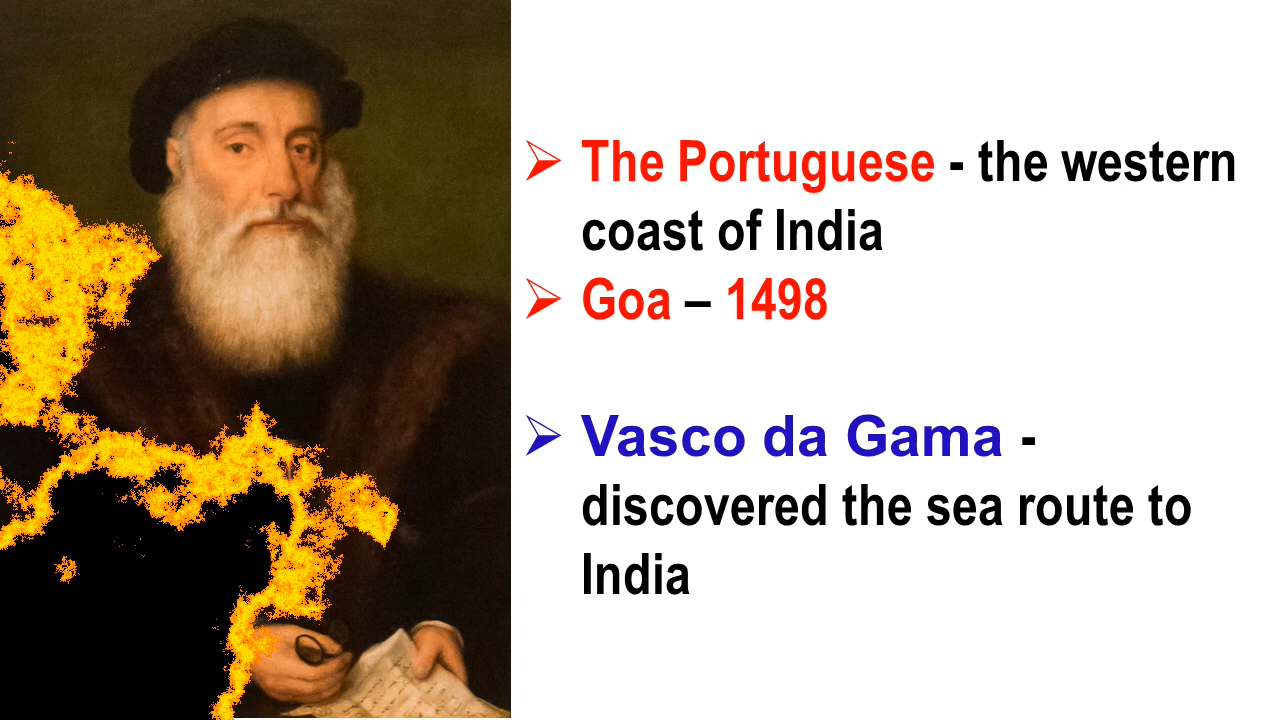 ➢ The Portuguese - the western
coast of India
➢ Goa – 1498
➢ Vasco da Gama -
discovered the sea route to
India